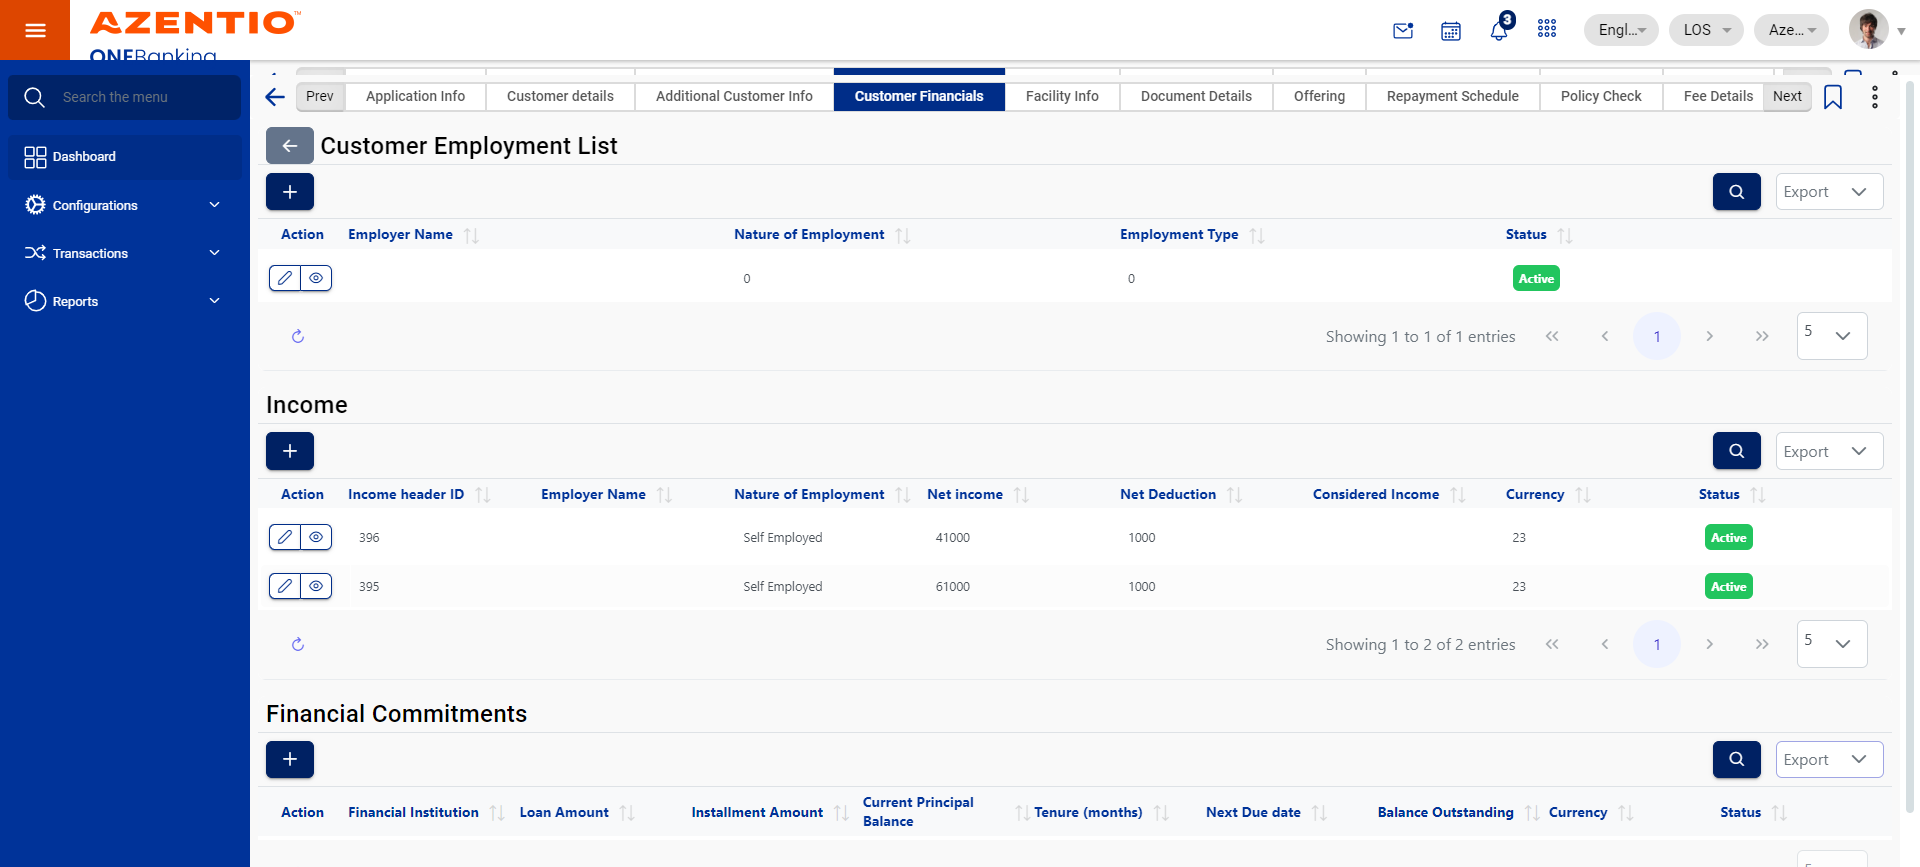 AZENTIO™
ONEBanking
3
Engl...
LOS
Aze...
Search the menu
Dashboard
Configurations
Transactions
Reports
Prev
Application Info
Customer details
Additional Customer Info
Customer Financials
Facility Info
Document Details
Offering
Repayment Schedule
Policy Check
Fee Details
Next
Customer Employment List
Export
Action Employer Name Nature of Employment Employment Type Status
0 0 Active
Showing 1 to 1 of 1 entries 1 5
Income
Export
Action Income header ID Employer Name Nature of Employment Net income Net Deduction Considered Income Currency Status
396 Self Employed 41000 1000 23 Active
395 Self Employed 61000 1000 23 Active
Showing 1 to 2 of 2 entries 1 5
Financial Commitments
Export
Action Financial Institution Loan Amount Installment Amount Current Principal Balance Tenure (months) Next Due date Balance Outstanding Currency Status